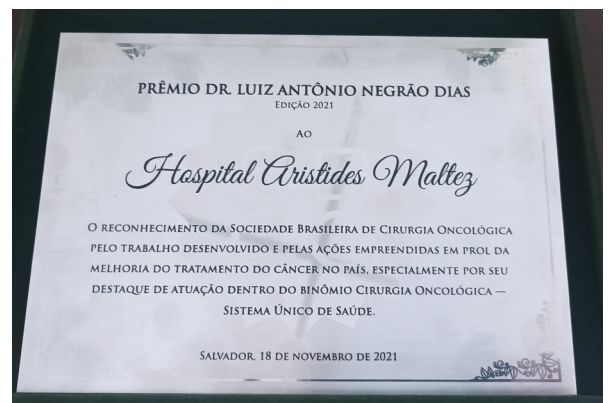 PRÊMIO DR. LUIZ ANTÔNIO NEGRÃO DIAS
EDIÇÃO 2021
AO
Hospital Aristides Maltez
O RECONHECIMENTO DA SOCIEDADE BRASILEIRA DE CIRURGIA ONCOLÓGICA
PELO TRABALHO DESENVOLVIDO E PELAS AÇÕES EMPREENDIDAS EM PROL DA
MELHORIA DO TRATAMENTO DO CÂNCER NO PAÍS, ESPECIALMENTE POR SEU
DESTAQUE DE ATUAÇÃO DENTRO DO BINÔMIO CIRURGIA ONCOLÓGICA —
SISTEMA ÚNICO DE SAÚDE.
SALVADOR, 18 DE NOVEMBRO DE 2021